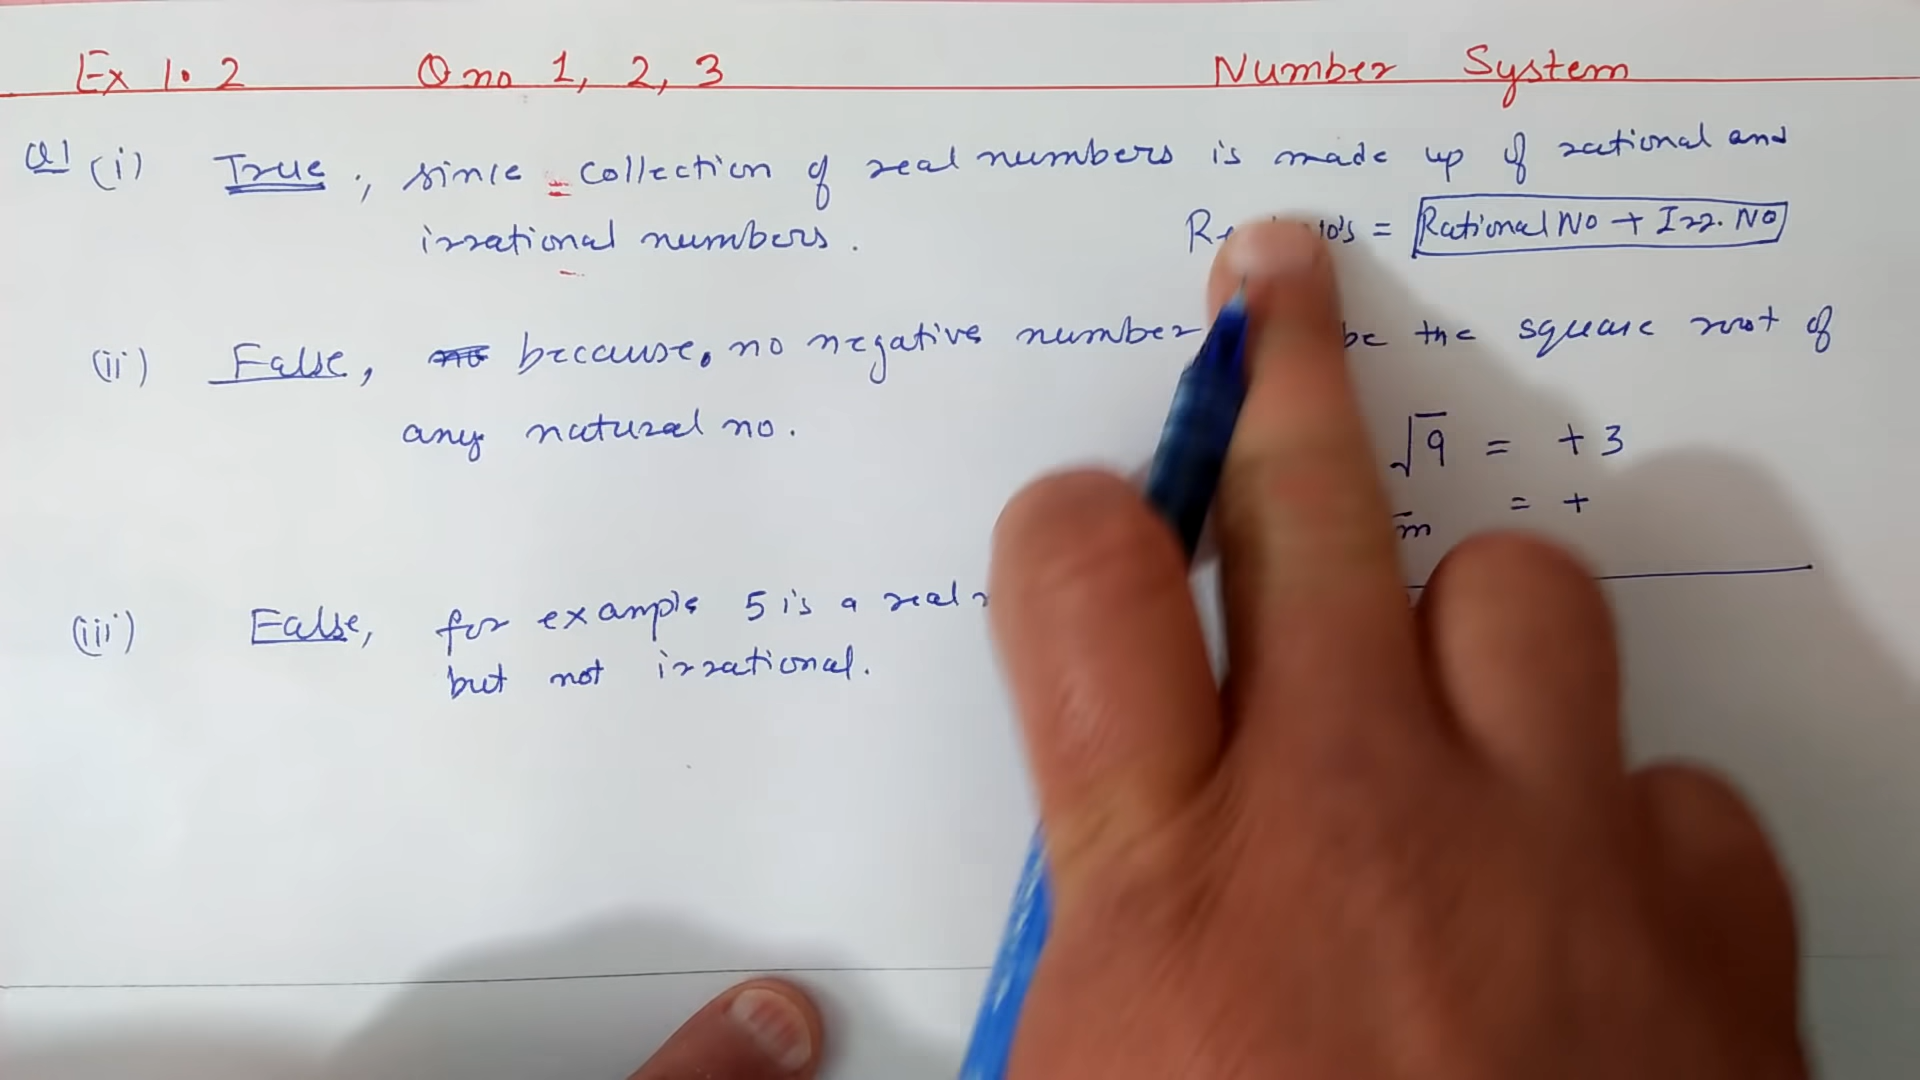 Ex 1.2 Q no 1, 2, 3 Number System
Q1 (i) True, since collection of real numbers is made up of rational and
irrational numbers. = Rational No + Irr. No
(ii) False, because, no negative number be the square root of
any natural no. √9 = +3
m = +
(iii) False, for example 5 is a real
but not irrational.